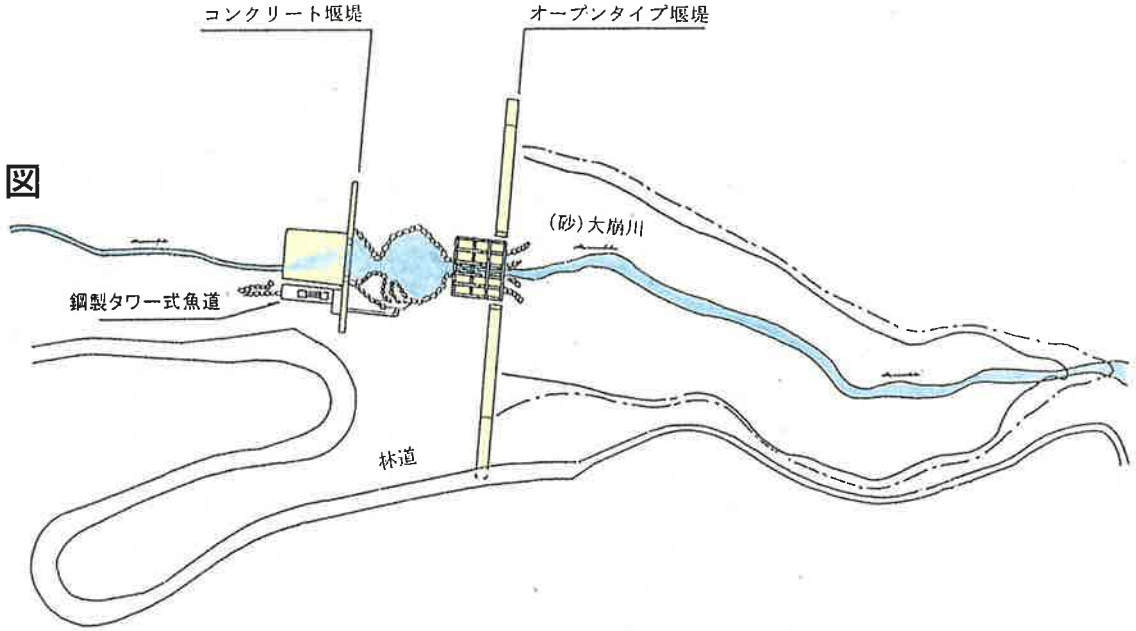 コンクリート堰堤
オープンタイプ堰堤
図
(砂)大崩川
鋼製タワー式魚道
林道